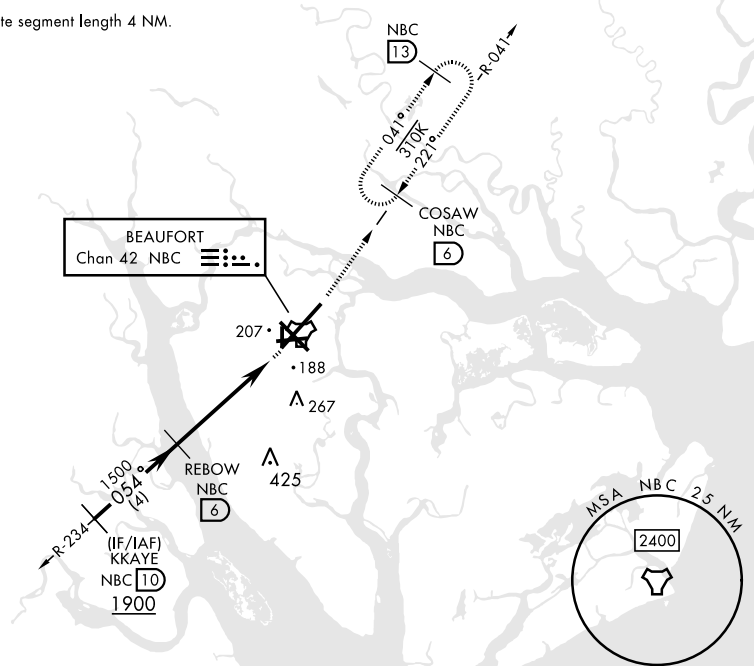 te segment length 4 NM.
NBC
13
R-041
041°
310K
221°
COSAW
NBC
6
BEAUFORT
Chan 42 NBC
207
188
267
425
REBOW
NBC
6
1500
054°
(4)
R-234
(IF/IAF)
KKAYE
NBC 10
1900
MSA NBC 25 NM
2400